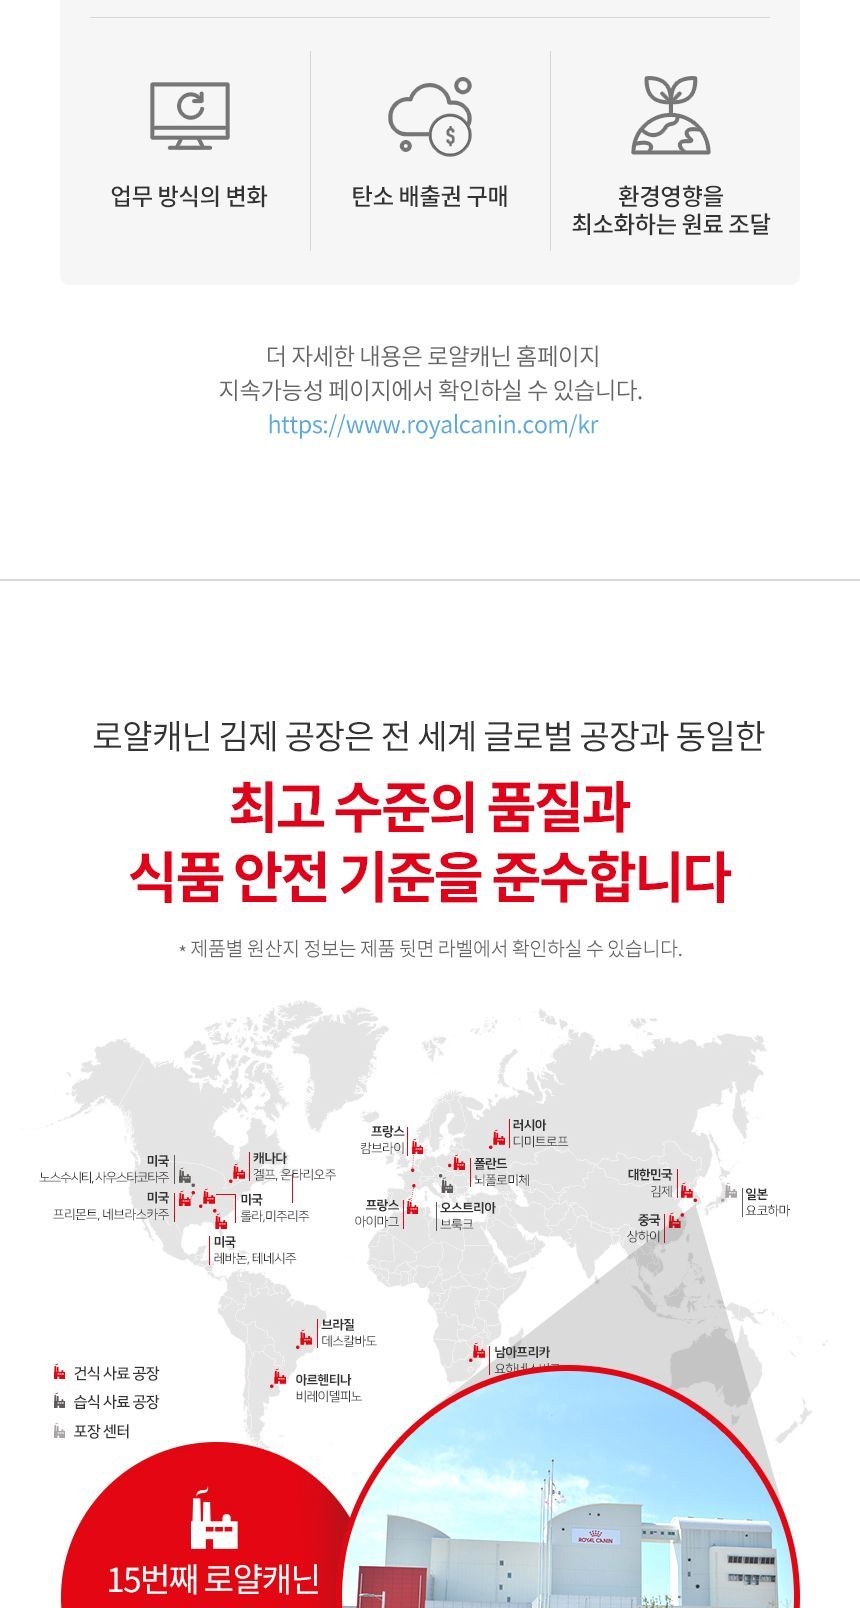 업무 방식의 변화
탄소 배출권 구매
환경영향을
최소화하는 원료 조달
더 자세한 내용은 로얄캐닌 홈페이지
지속가능성 페이지에서 확인하실 수 있습니다.
https://www.royalcanin.com/kr
로얄캐닌 김제 공장은 전 세계 글로벌 공장과 동일한
최고 수준의 품질과
식품 안전 기준을 준수합니다
* 제품별 원산지 정보는 제품 뒷면 라벨에서 확인하실 수 있습니다.
미국
노스수시티, 사우스타코타주
미국
프리몬트, 네브라스카주
캐나다
겔프, 온타리오주
미국
롤라,미주리주
미국
레바논, 테네시주
프랑스
캄브라이
러시아
디미트로프
폴란드
뇌폴로미체
프랑스
아이마그
오스트리아
브룩크
대한민국
김제
일본
요코하마
중국
상하이
브라질
데스칼바도
아르헨티나
비레이델피노
남아프리카
건식 사료 공장
습식 사료 공장
포장 센터
ROYAL CANIN
15번째 로얄캐닌